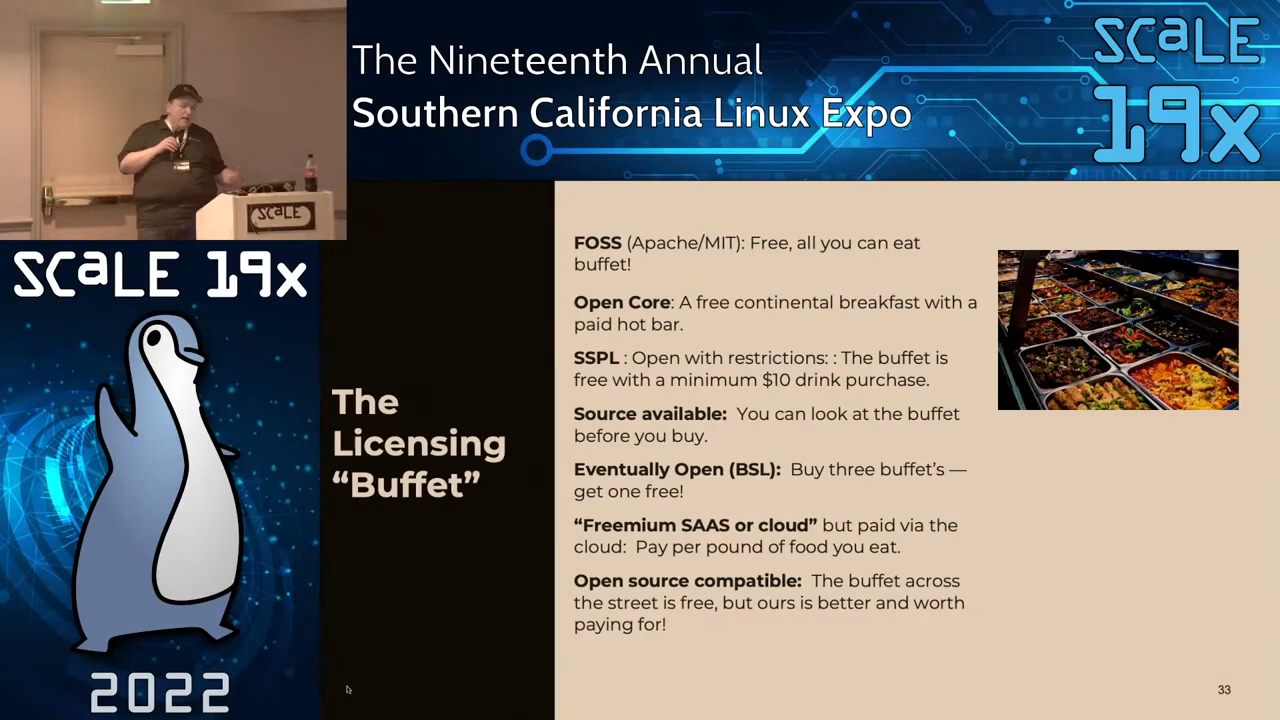 The Nineteenth Annual
Southern California Linux Expo
SCaLE
19x
SCaLE
SCaLE 19x
2022
The
Licensing
“Buffet”
FOSS (Apache/MIT): Free, all you can eat
buffet!
Open Core: A free continental breakfast with a
paid hot bar.
SSPL : Open with restrictions: : The buffet is
free with a minimum $10 drink purchase.
Source available:  You can look at the buffet
before you buy.
Eventually Open (BSL):  Buy three buffet’s —
get one free!
“Freemium SAAS or cloud” but paid via the
cloud:  Pay per pound of food you eat.
Open source compatible:  The buffet across
the street is free, but ours is better and worth
paying for!
33